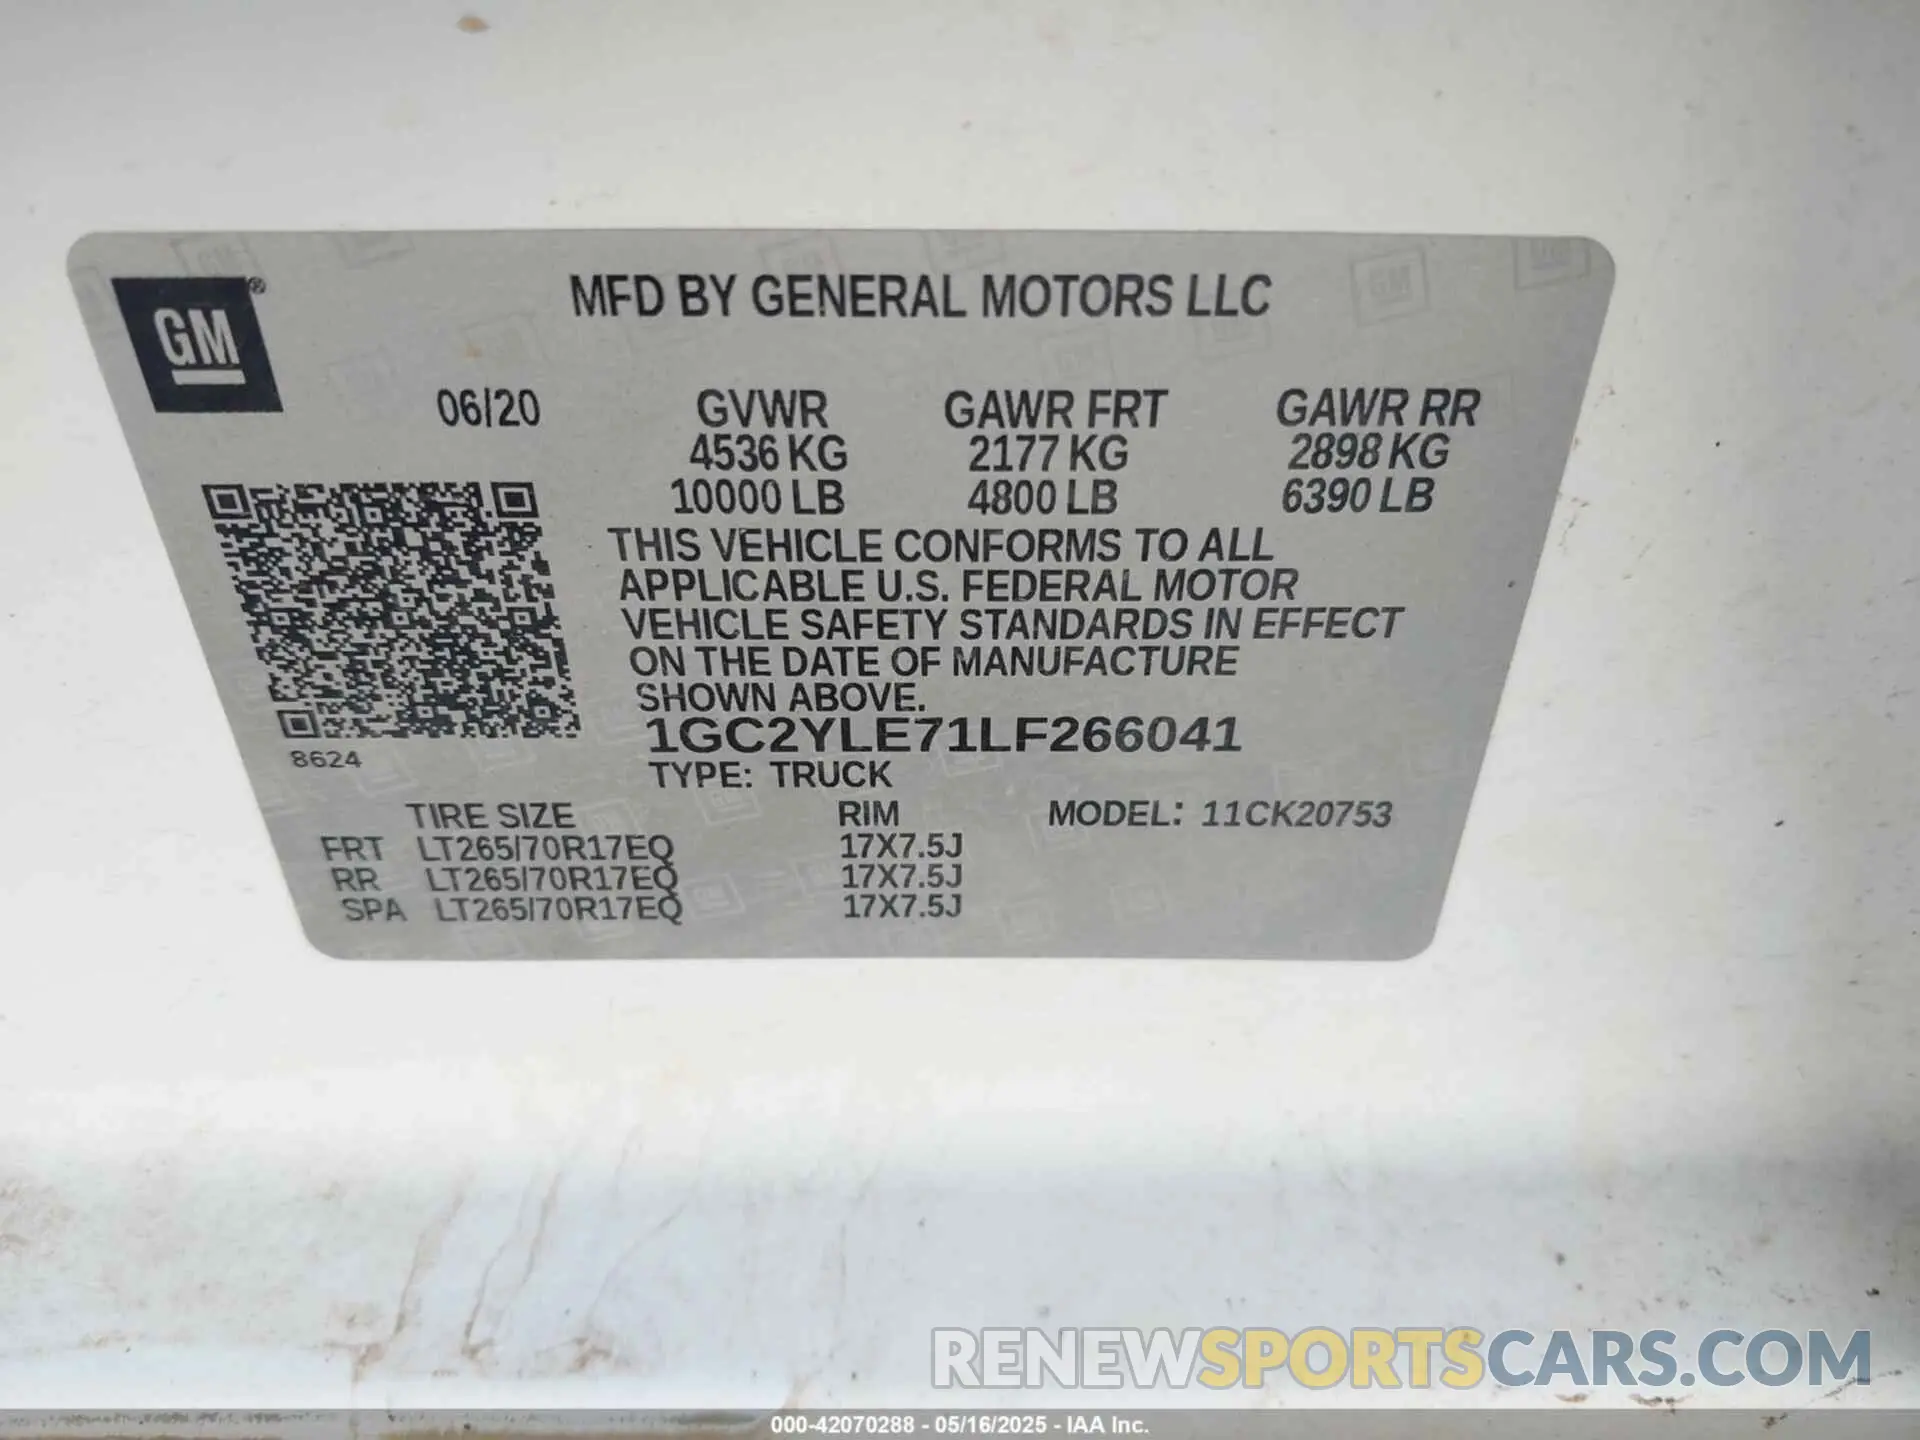 GM®
MFD BY GENERAL MOTORS LLC
06/20 GVWR GAWR FRT GAWR RR
4536 KG 2177 KG 2898 KG
10000 LB 4800 LB 6390 LB
THIS VEHICLE CONFORMS TO ALL
APPLICABLE U.S. FEDERAL MOTOR
VEHICLE SAFETY STANDARDS IN EFFECT
ON THE DATE OF MANUFACTURE
SHOWN ABOVE.
1GC2YLE71LF266041
8624
TYPE: TRUCK
TIRE SIZE RIM MODEL: 11CK20753
FRT LT265/70R17EQ 17X7.5J
RR LT265/70R17EQ 17X7.5J
SPA LT265/70R17EQ 17X7.5J
RENEWSPORTSCARS.COM
000-42070288 - 05/16/2025 - IAA Inc.